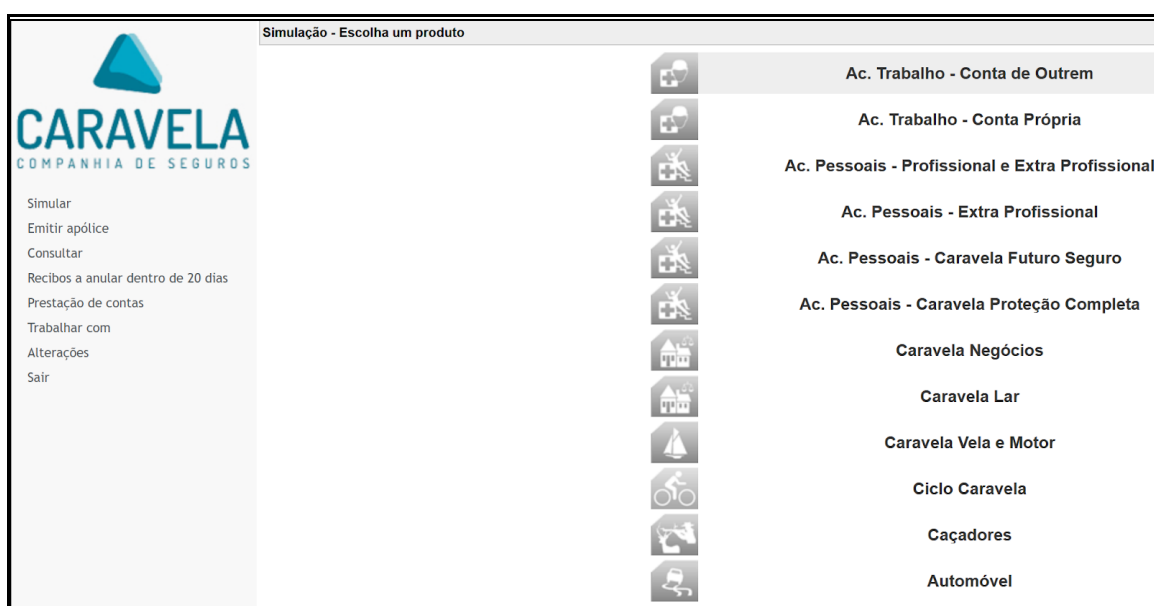 CARAVELA
COMPANHIA DE SEGUROS
Simular
Emitir apólice
Consultar
Recibos a anular dentro de 20 dias
Prestação de contas
Trabalhar com
Alterações
Sair
Simulação - Escolha um produto
Ac. Trabalho - Conta de Outrem
Ac. Trabalho - Conta Própria
Ac. Pessoais - Profissional e Extra Profissional
Ac. Pessoais - Extra Profissional
Ac. Pessoais - Caravela Futuro Seguro
Ac. Pessoais - Caravela Proteção Completa
Caravela Negócios
Caravela Lar
Caravela Vela e Motor
Ciclo Caravela
Caçadores
Automóvel